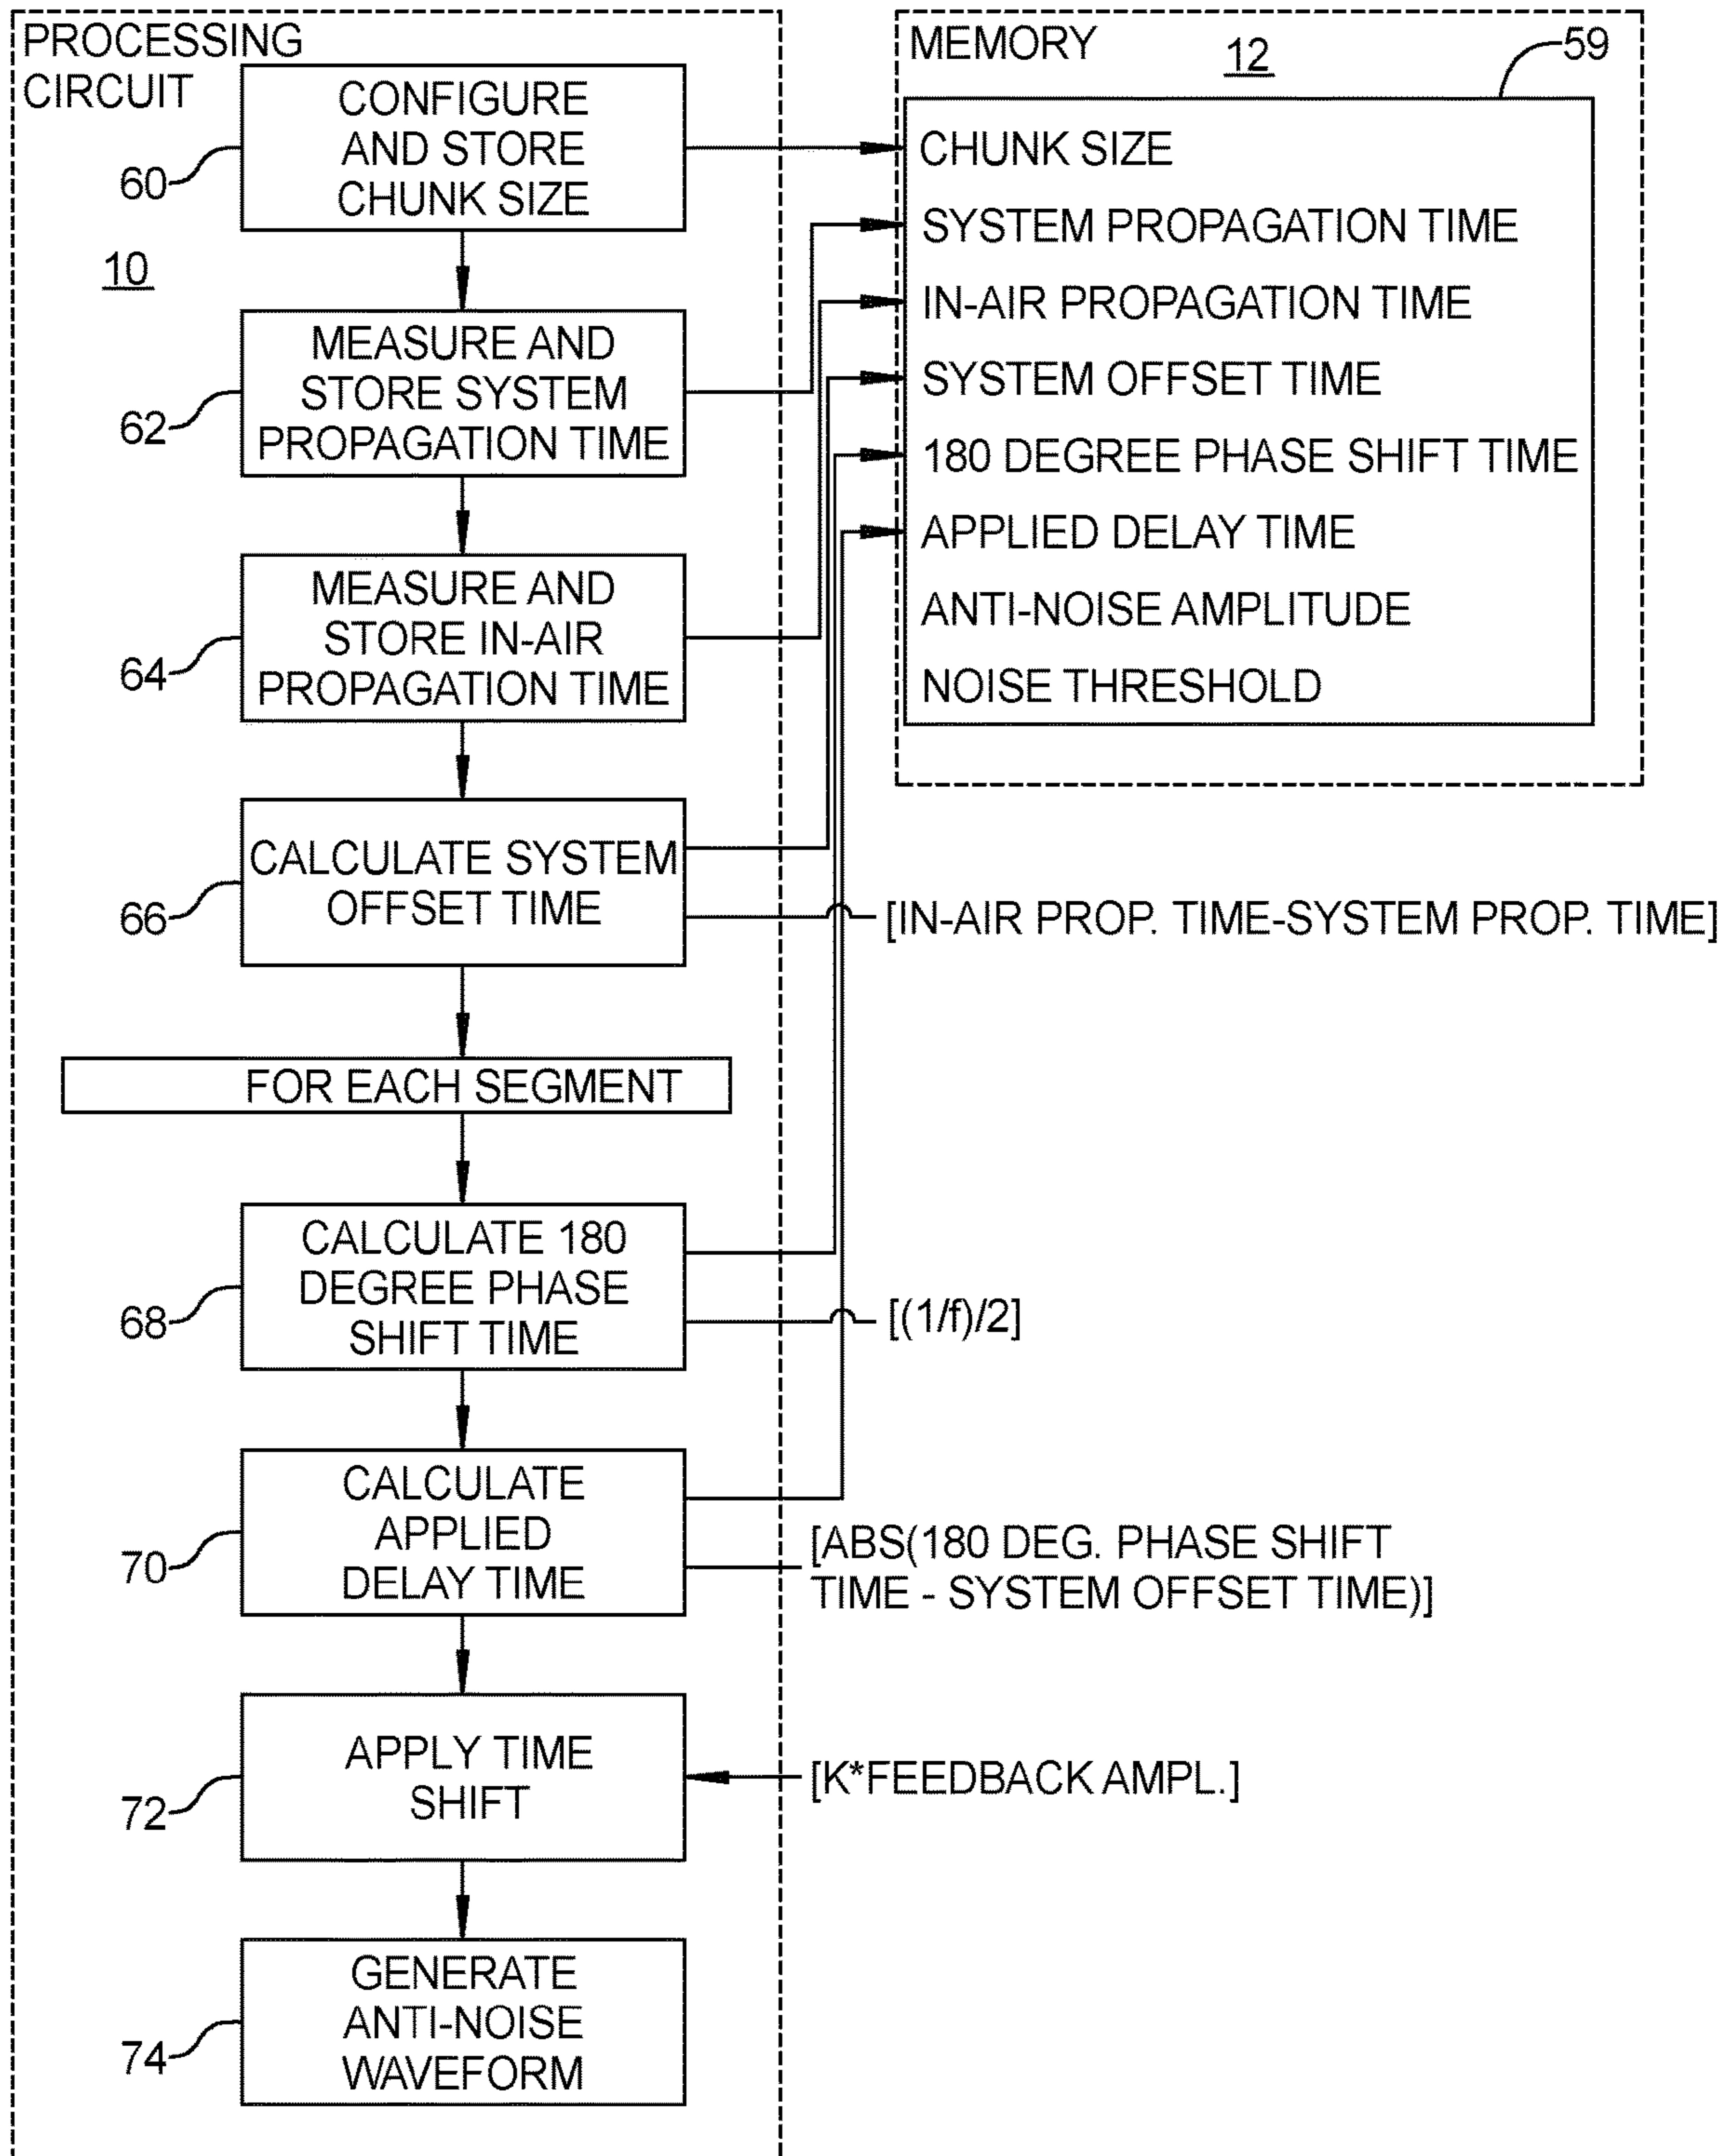 PROCESSING
CIRCUIT
10
CONFIGURE
AND STORE
CHUNK SIZE
60
MEASURE AND
STORE SYSTEM
PROPAGATION TIME
62
MEASURE AND
STORE IN-AIR
PROPAGATION TIME
64
CALCULATE SYSTEM
OFFSET TIME
66
[IN-AIR PROP. TIME-SYSTEM PROP. TIME]
FOR EACH SEGMENT
CALCULATE 180
DEGREE PHASE
SHIFT TIME
68
[(1/f)/2]
CALCULATE
APPLIED
DELAY TIME
70
[ABS(180 DEG. PHASE SHIFT
TIME - SYSTEM OFFSET TIME)]
APPLY TIME
SHIFT
72
[K*FEEDBACK AMPL.]
GENERATE
ANTI-NOISE
WAVEFORM
74
MEMORY
12
59
CHUNK SIZE
SYSTEM PROPAGATION TIME
IN-AIR PROPAGATION TIME
SYSTEM OFFSET TIME
180 DEGREE PHASE SHIFT TIME
APPLIED DELAY TIME
ANTI-NOISE AMPLITUDE
NOISE THRESHOLD